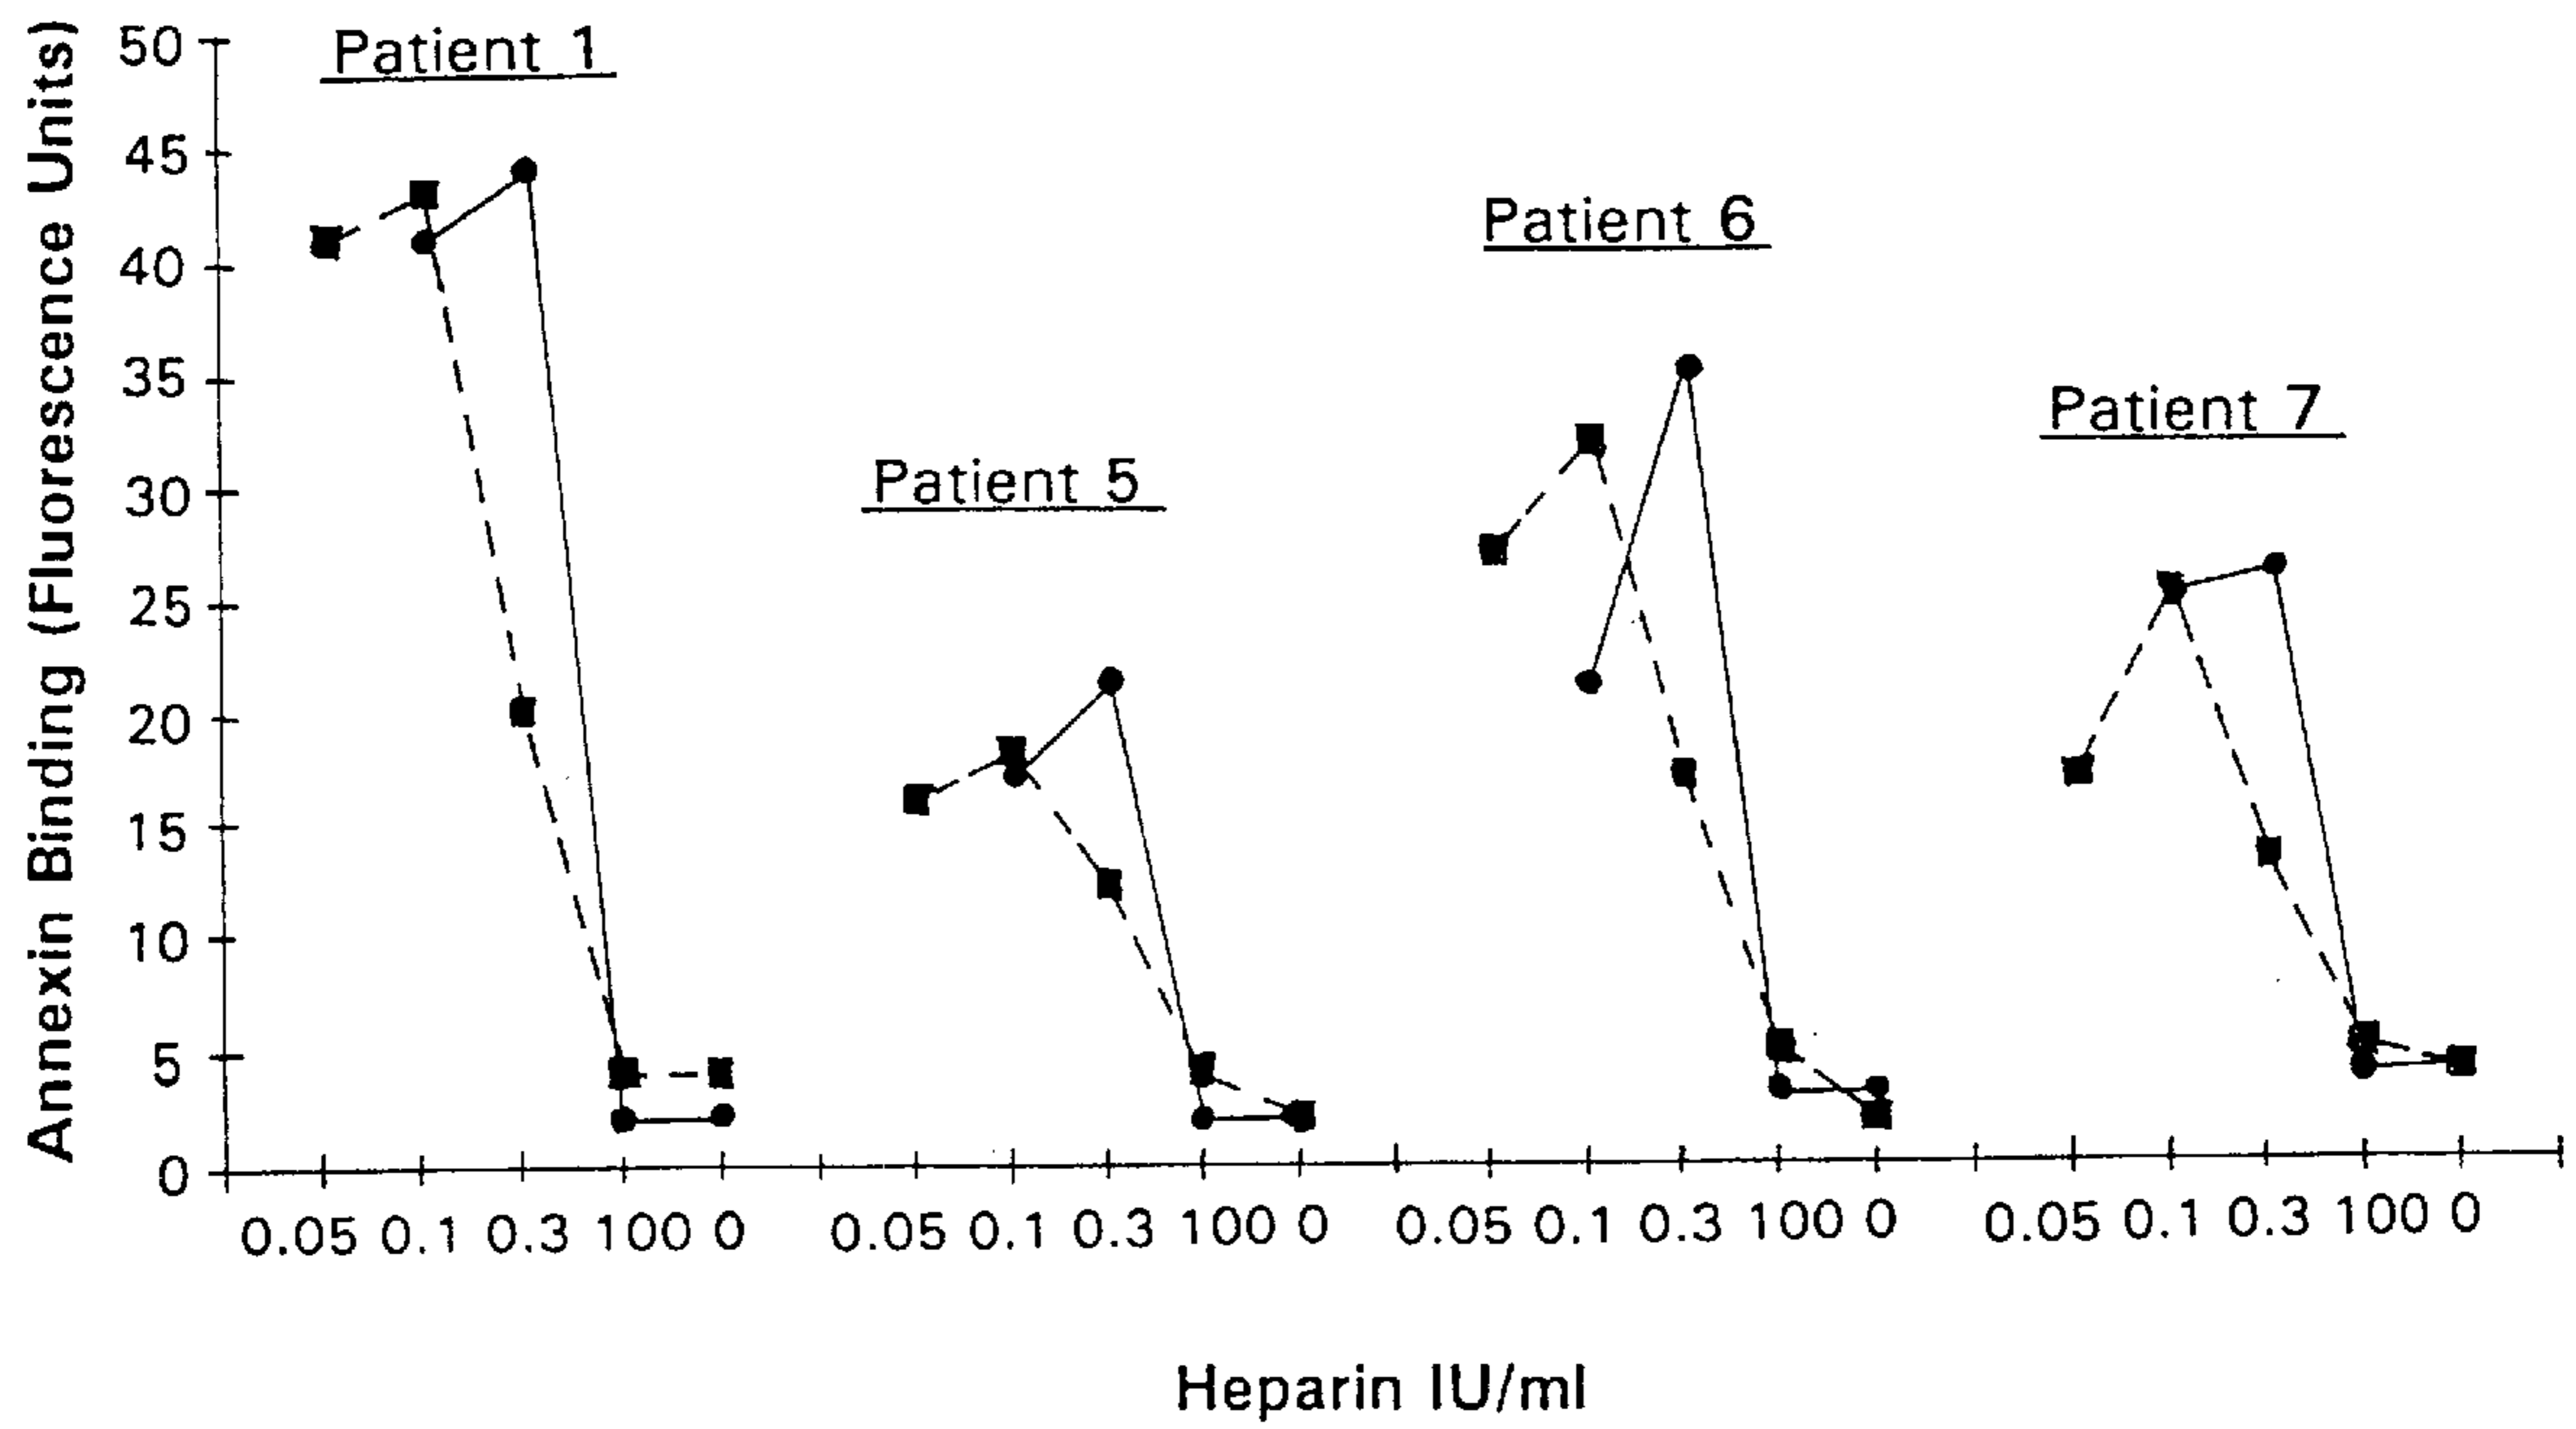 Annexin Binding (Fluorescence Units)
50
45
40
35
30
25
20
15
10
5
0
Patient 1
Patient 5
Patient 6
Patient 7
0.05 0.1 0.3 100 0
0.05 0.1 0.3 100 0
0.05 0.1 0.3 100 0
0.05 0.1 0.3 100 0
Heparin IU/ml